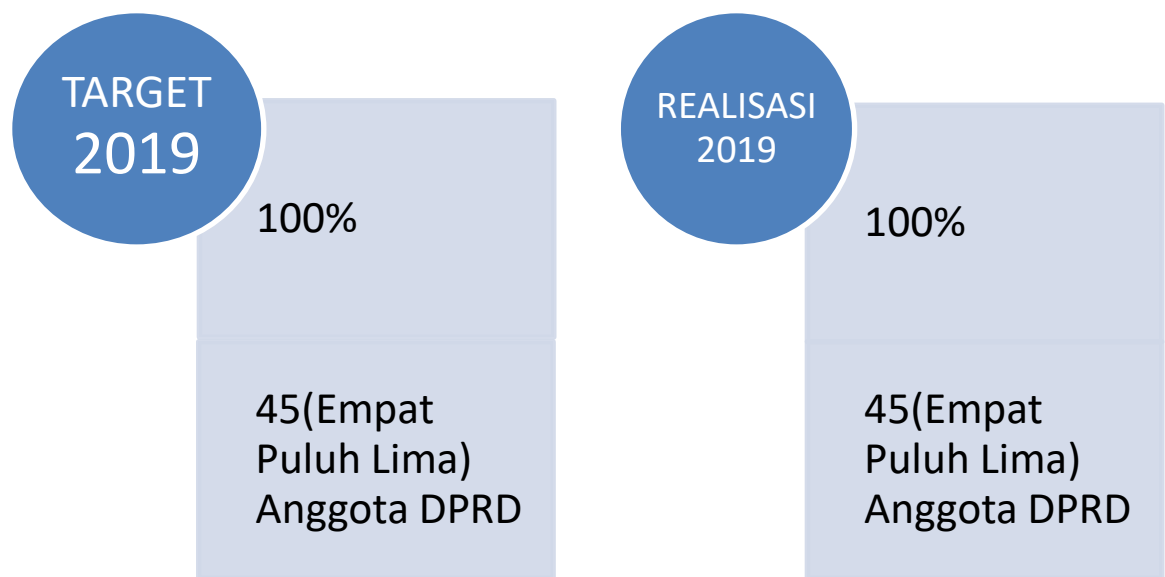 TARGET
2019
100%
45(Empat
Puluh Lima)
Anggota DPRD
REALISASI
2019
100%
45(Empat
Puluh Lima)
Anggota DPRD